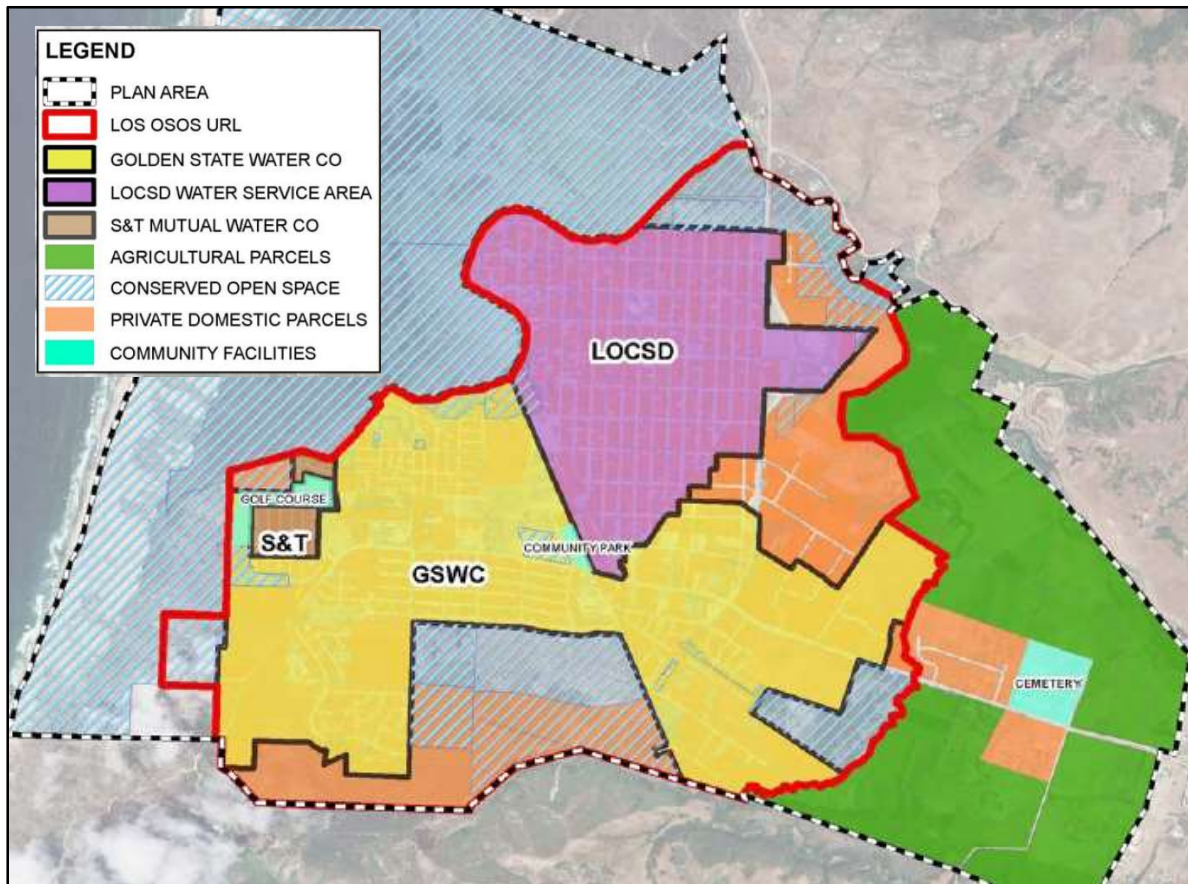 LEGEND
PLAN AREA
LOS OSOS URL
GOLDEN STATE WATER CO
LOCSD WATER SERVICE AREA
S&T MUTUAL WATER CO
AGRICULTURAL PARCELS
CONSERVED OPEN SPACE
PRIVATE DOMESTIC PARCELS
COMMUNITY FACILITIES
LOCSD
GOLF COURSE
S&T
COMMUNITY PARK
GSWC
CEMETERY